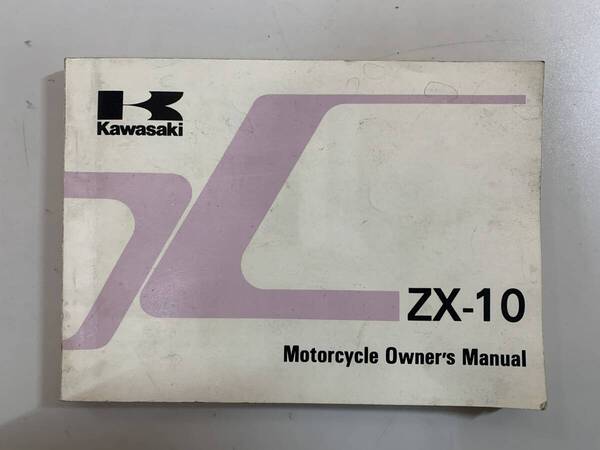 Kawasaki
ZX-10
Motorcycle Owner's Manual